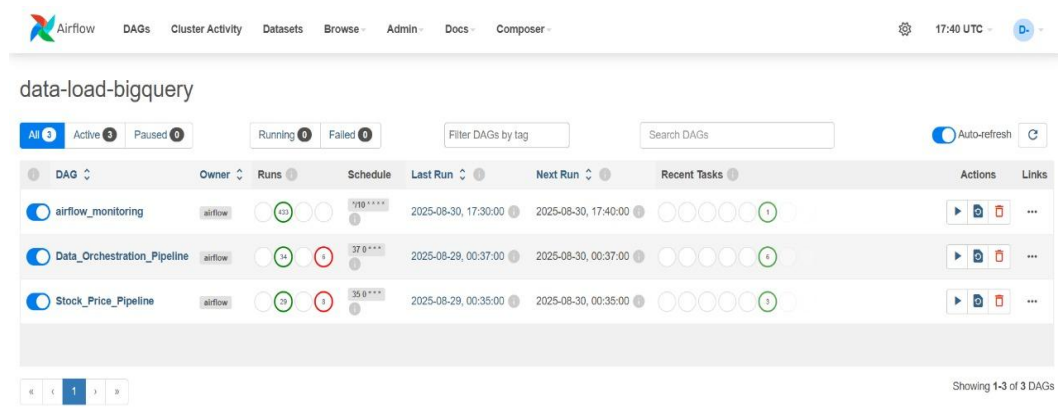 Airflow DAGs Cluster Activity Datasets Browse Admin Docs Composer 17:40 UTC D-
data-load-bigquery
All 3 Active 3 Paused 0 Running 0 Failed 0 Filter DAGs by tag Search DAGs Auto-refresh
DAG Owner Runs Schedule Last Run Next Run Recent Tasks Actions Links
airflow_monitoring airflow 433 */10 * * * * 2025-08-30, 17:30:00 2025-08-30, 17:40:00 1
Data_Orchestration_Pipeline airflow 34 6 37 0 * * * 2025-08-29, 00:37:00 2025-08-30, 00:37:00 6
Stock_Price_Pipeline airflow 29 3 35 0 * * * 2025-08-29, 00:35:00 2025-08-30, 00:35:00 3
« ‹ 1 › » Showing 1-3 of 3 DAGs